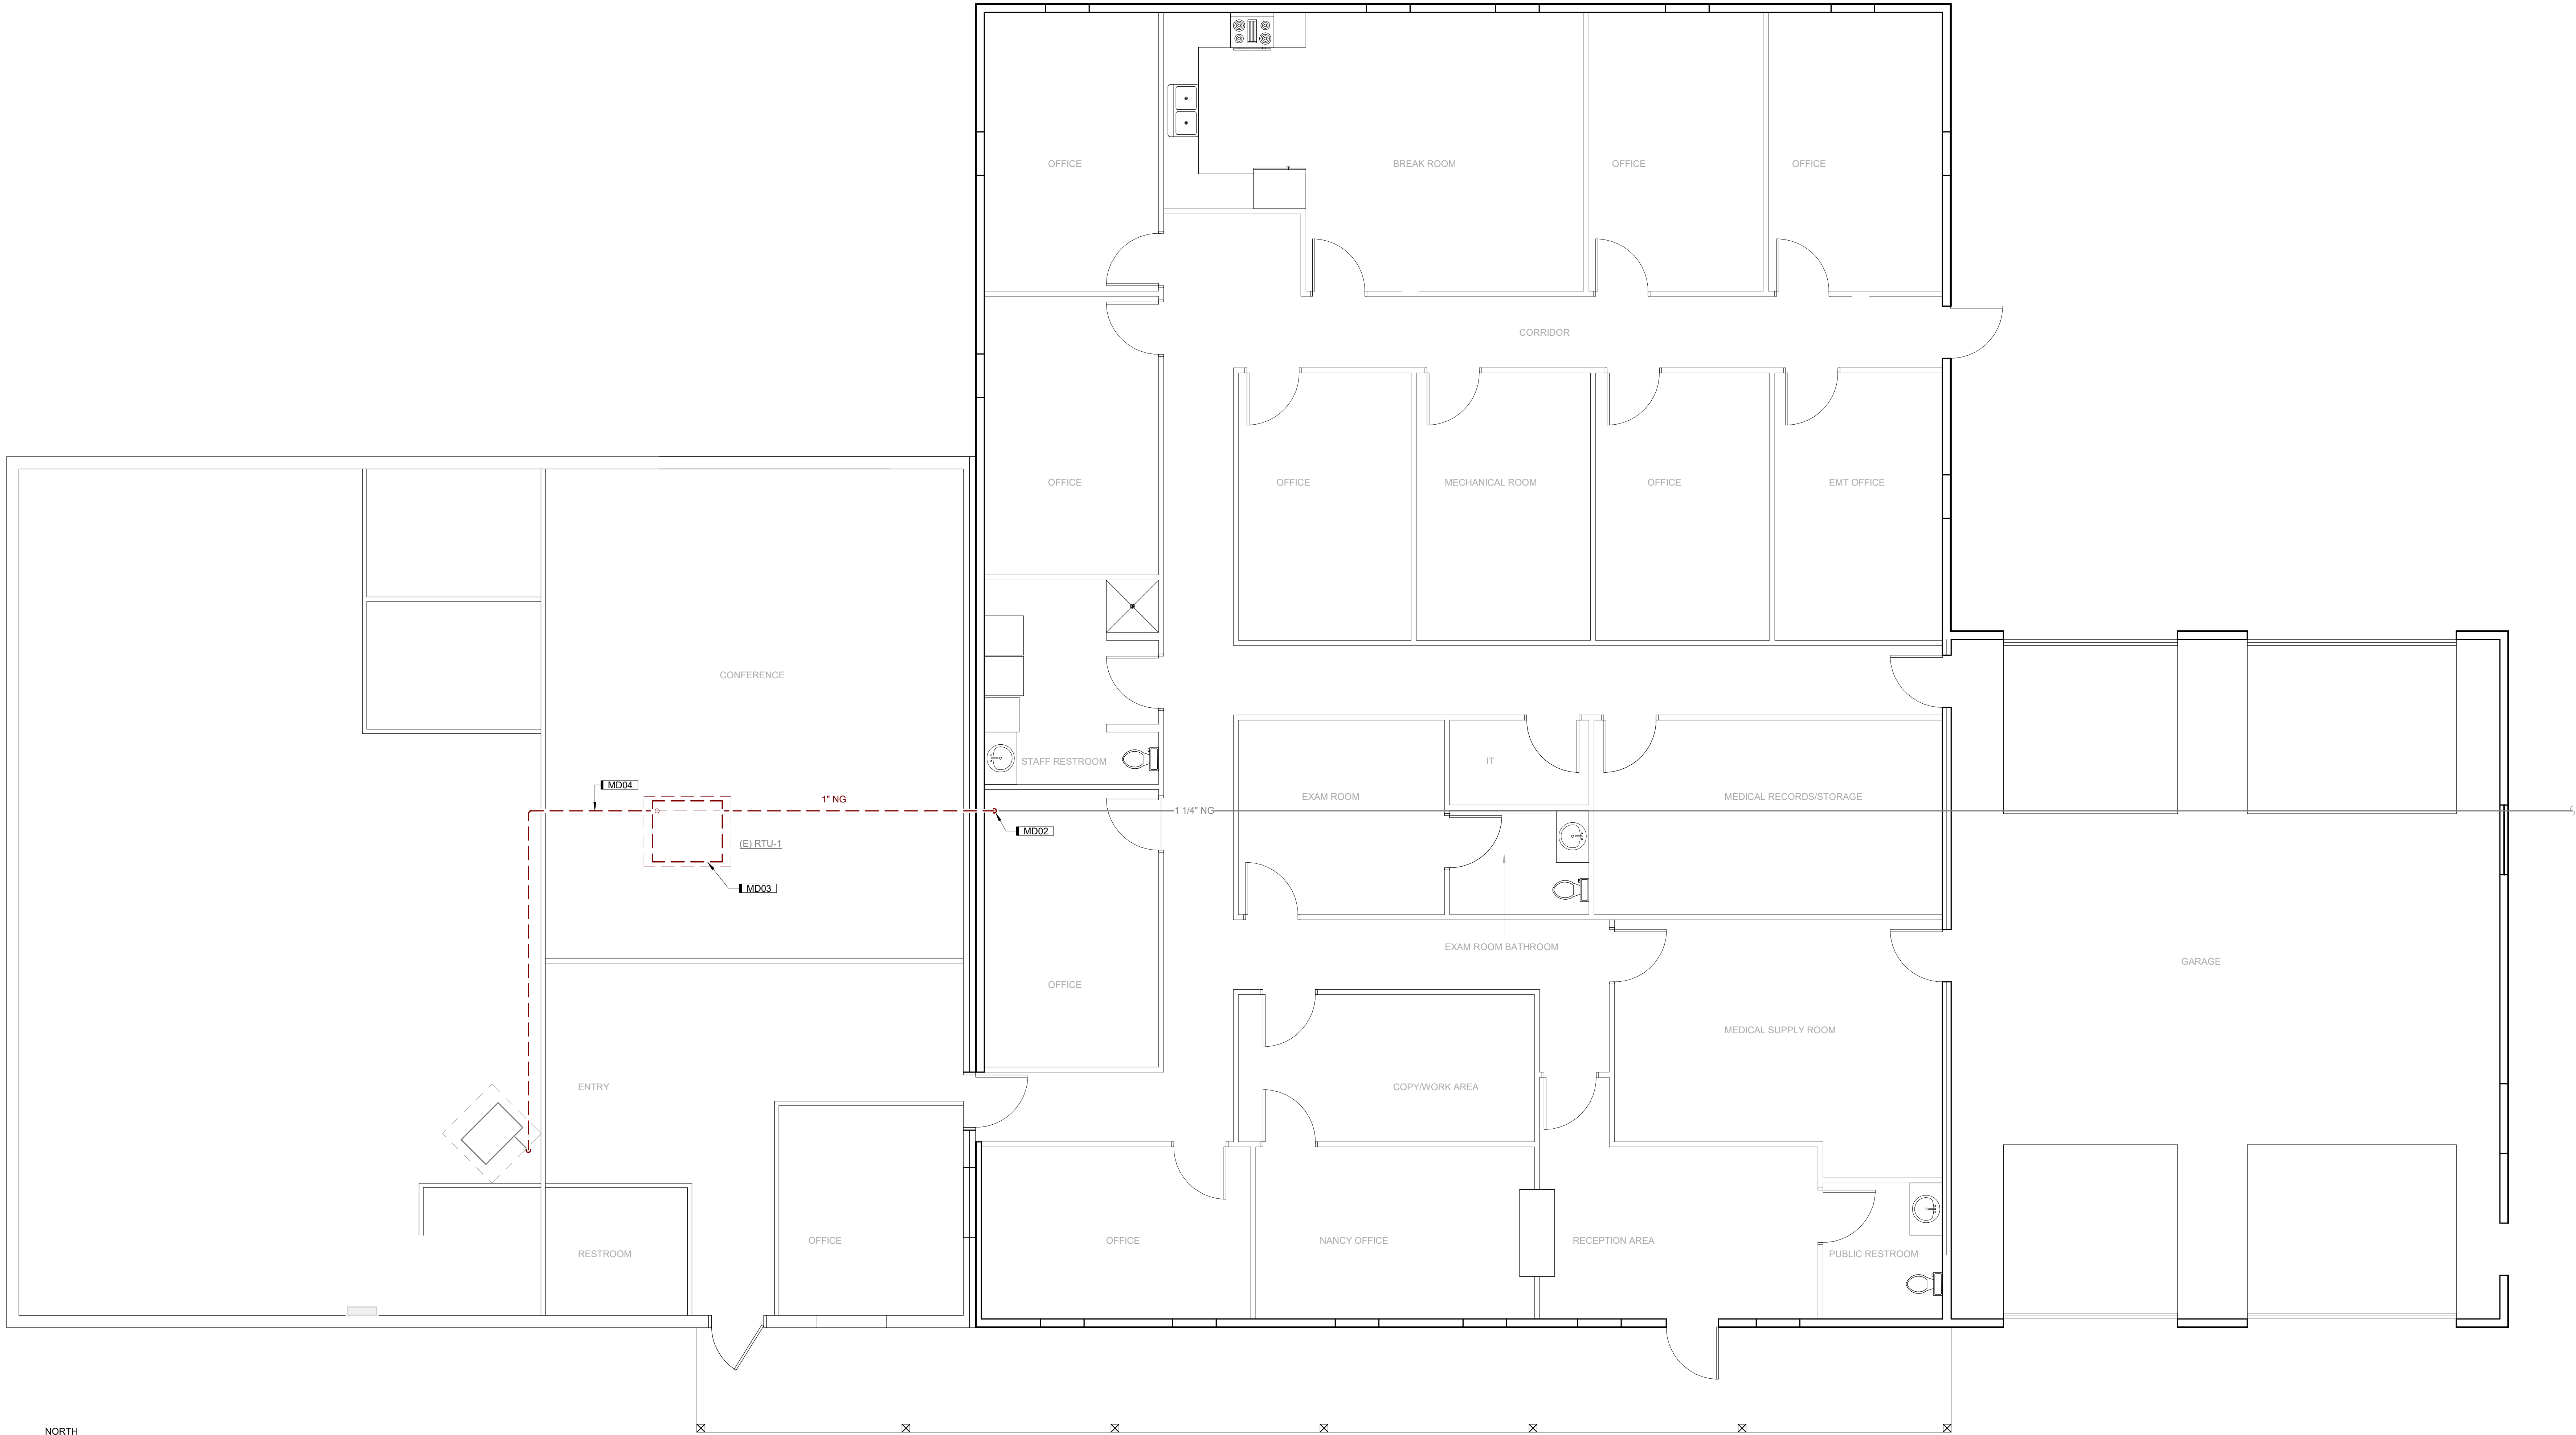 OFFICE
BREAK ROOM
OFFICE
OFFICE
CORRIDOR
OFFICE
OFFICE
MECHANICAL ROOM
OFFICE
EMT OFFICE
CONFERENCE
STAFF RESTROOM
IT
MD04
1" NG
EXAM ROOM
MEDICAL RECORDS/STORAGE
1 1/4" NG
MD02
(E) RTU-1
MD03
EXAM ROOM BATHROOM
GARAGE
OFFICE
MEDICAL SUPPLY ROOM
ENTRY
COPY/WORK AREA
OFFICE
OFFICE
NANCY OFFICE
RECEPTION AREA
RESTROOM
PUBLIC RESTROOM
NORTH